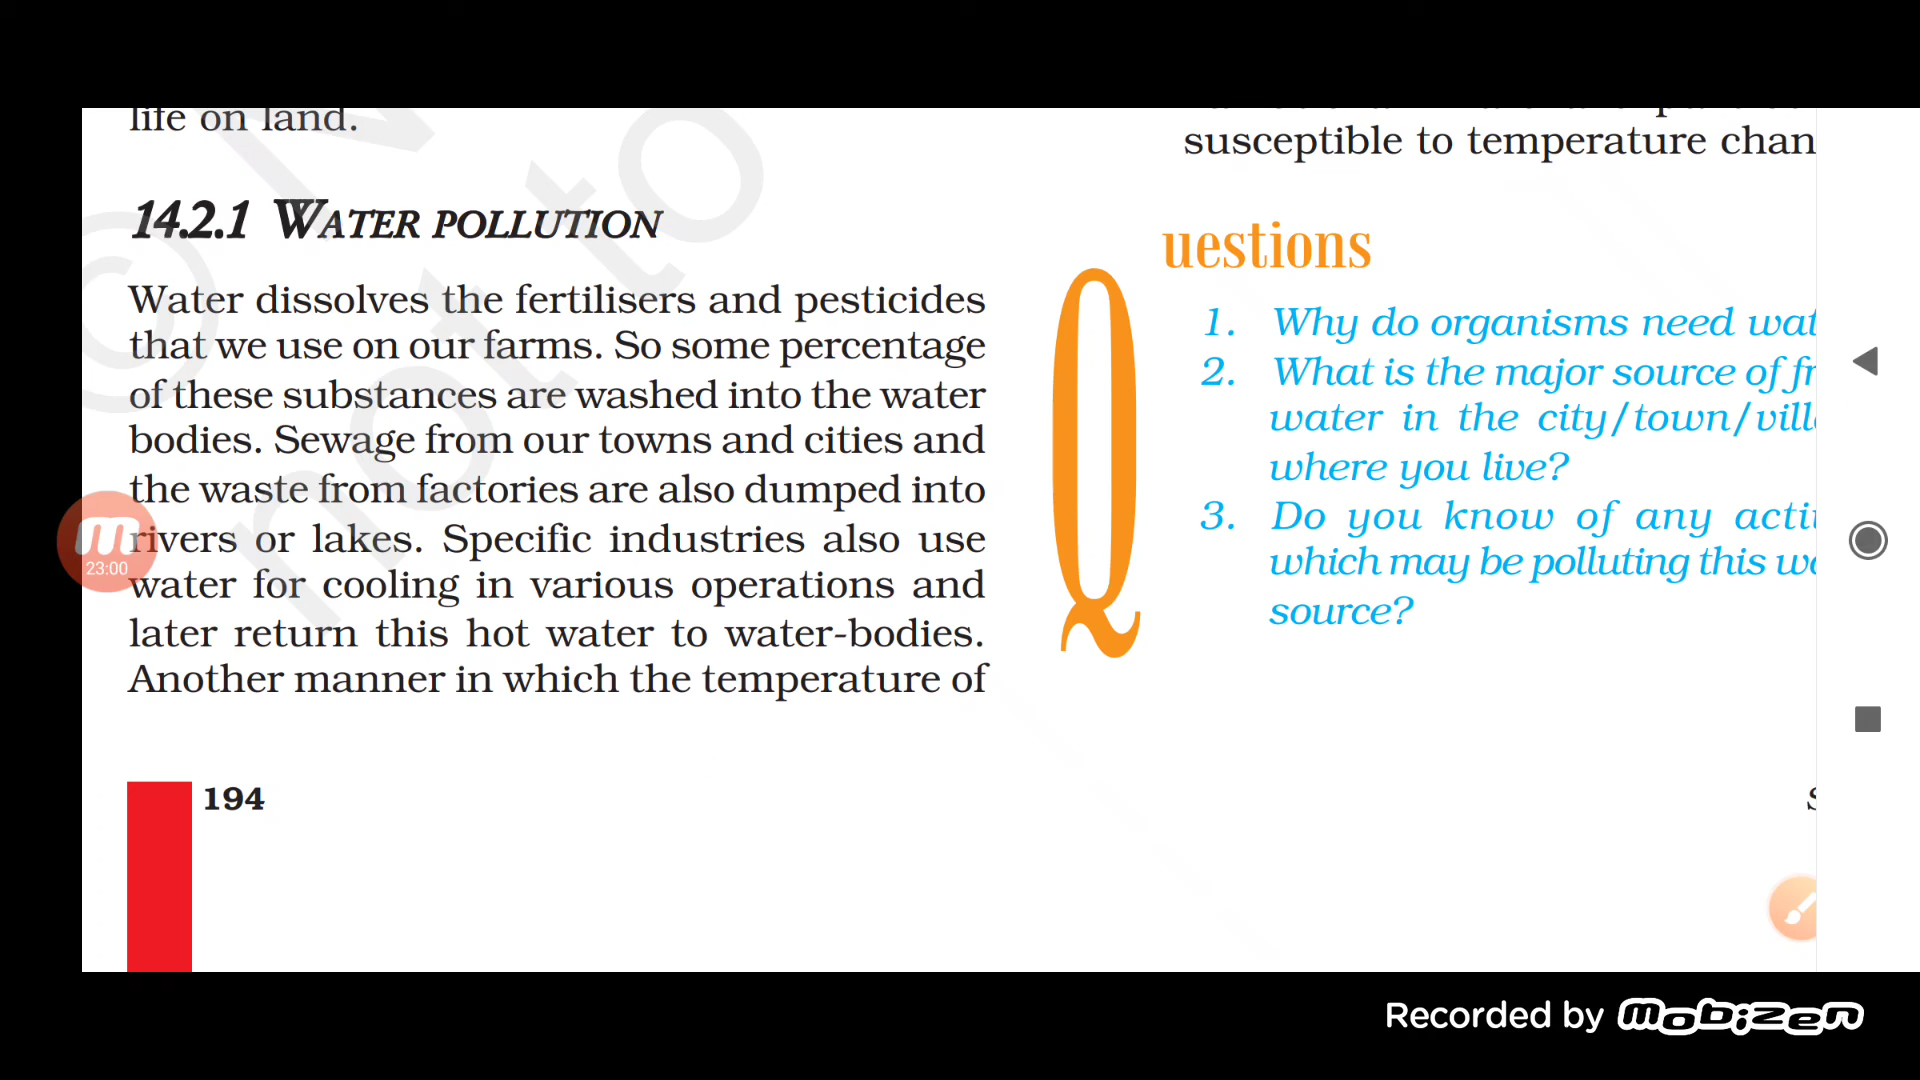 life on land.
14.2.1 WATER POLLUTION
Water dissolves the fertilisers and pesticides
that we use on our farms. So some percentage
of these substances are washed into the water
bodies. Sewage from our towns and cities and
the waste from factories are also dumped into
rivers or lakes. Specific industries also use
water for cooling in various operations and
later return this hot water to water-bodies.
Another manner in which the temperature of
194
susceptible to temperature chan
Questions
1. Why do organisms need wat
2. What is the major source of fr
water in the city/town/vill
where you live?
3. Do you know of any acti
which may be polluting this wa
source?
© N
not to
m
23:00
Recorded by mobizen